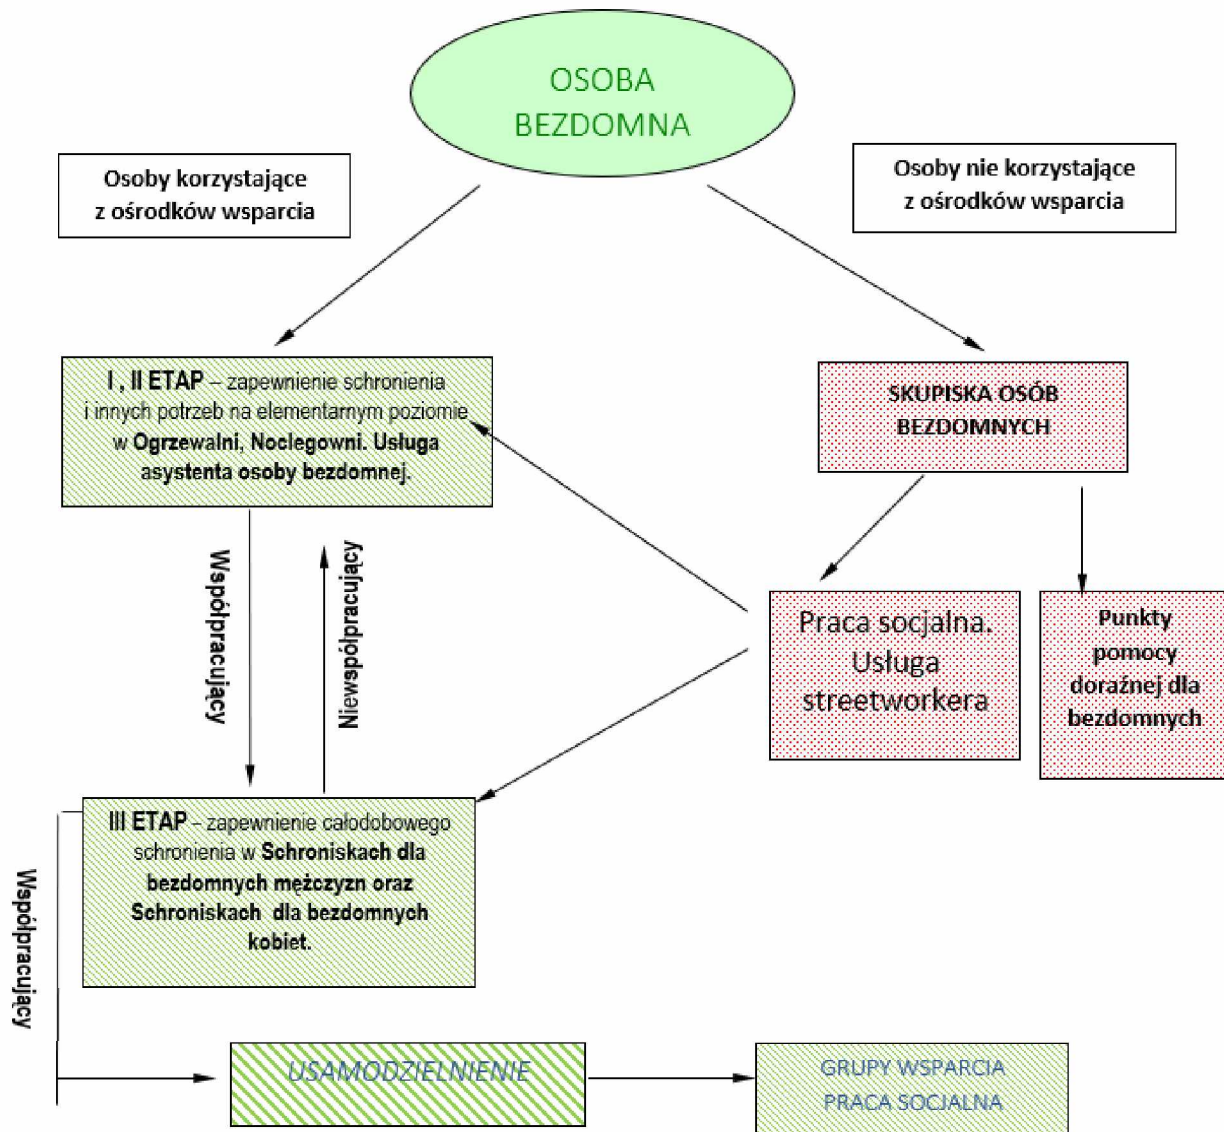 OSOBA
BEZDOMNA
Osoby korzystające
z ośrodków wsparcia
Osoby nie korzystające
z ośrodków wsparcia
I , II ETAP – zapewnienie schronienia
i innych potrzeb na elementarnym poziomie
w Ogrzewalni, Noclegowni. Usługa
asystenta osoby bezdomnej.
SKUPISKA OSÓB
BEZDOMNYCH
Współpracujący
Niewspółpracujący
Praca socjalna.
Usługa
streetworkera
Punkty
pomocy
doraźnej dla
bezdomnych
III ETAP – zapewnienie całodobowego
schronienia w Schroniskach dla
bezdomnych mężczyzn oraz
Schroniskach dla bezdomnych
kobiet.
Współpracujący
USAMODZIELNIENIE
GRUPY WSPARCIA
PRACA SOCJALNA